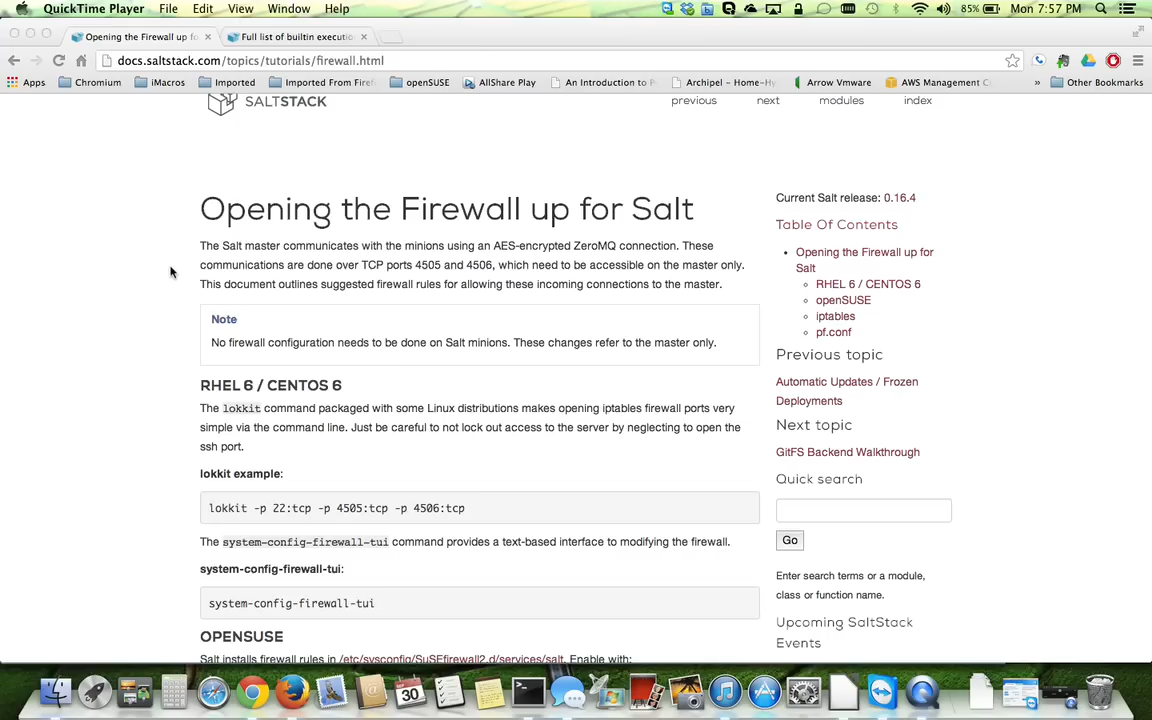 QuickTime Player File Edit View Window Help 85% Mon 7:57 PM
Opening the Firewall up fo × Full list of builtin executio ×
docs.saltstack.com/topics/tutorials/firewall.html
Apps Chromium iMacros Imported Imported From Firef openSUSE AllShare Play An Introduction to P Archipel - Home-Hy Arrow Vmware AWS Management C » Other Bookmarks
SALTSTACK
previous next modules index
Opening the Firewall up for Salt
The Salt master communicates with the minions using an AES-encrypted ZeroMQ connection. These
communications are done over TCP ports 4505 and 4506, which need to be accessible on the master only.
This document outlines suggested firewall rules for allowing these incoming connections to the master.
Note
No firewall configuration needs to be done on Salt minions. These changes refer to the master only.
RHEL 6 / CENTOS 6
The lokkit command packaged with some Linux distributions makes opening iptables firewall ports very
simple via the command line. Just be careful to not lock out access to the server by neglecting to open the
ssh port.
lokkit example:
lokkit -p 22:tcp -p 4505:tcp -p 4506:tcp
The system-config-firewall-tui command provides a text-based interface to modifying the firewall.
system-config-firewall-tui:
system-config-firewall-tui
OPENSUSE
Salt installs firewall rules in /etc/sysconfig/SuSEfirewall2.d/services/salt. Enable with:
Current Salt release: 0.16.4
Table Of Contents
Opening the Firewall up for
Salt
RHEL 6 / CENTOS 6
openSUSE
iptables
pf.conf
Previous topic
Automatic Updates / Frozen
Deployments
Next topic
GitFS Backend Walkthrough
Quick search
Go
Enter search terms or a module,
class or function name.
Upcoming SaltStack
Events
30